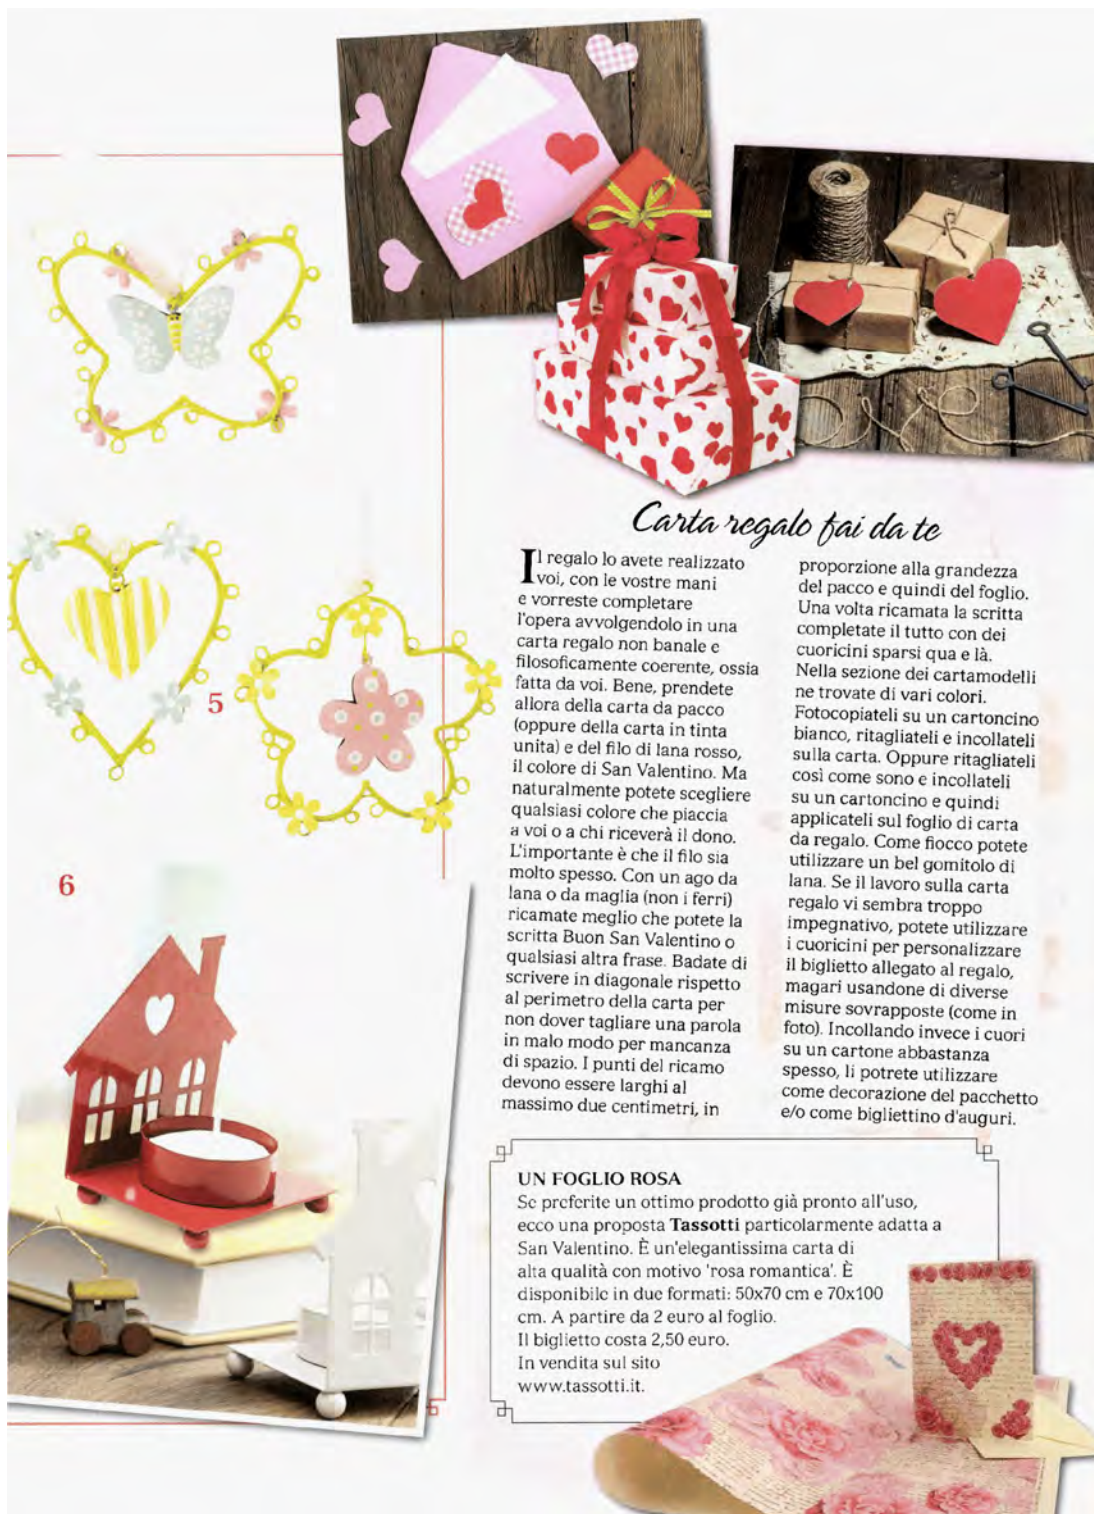 Carta regalo fai da te
Il regalo lo avete realizzato
voi, con le vostre mani
e vorreste completare
l'opera avvolgendolo in una
carta regalo non banale e
filosoficamente coerente, ossia
fatta da voi. Bene, prendete
allora della carta da pacco
(oppure della carta in tinta
unita) e del filo di lana rosso,
il colore di San Valentino. Ma
naturalmente potete scegliere
qualsiasi colore che piaccia
a voi o a chi riceverà il dono.
L'importante è che il filo sia
molto spesso. Con un ago da
lana o da maglia (non i ferri)
ricamate meglio che potete la
scritta Buon San Valentino o
qualsiasi altra frase. Badate di
scrivere in diagonale rispetto
al perimetro della carta per
non dover tagliare una parola
in malo modo per mancanza
di spazio. I punti del ricamo
devono essere larghi al
massimo due centimetri, in
proporzione alla grandezza
del pacco e quindi del foglio.
Una volta ricamata la scritta
completate il tutto con dei
cuoricini sparsi qua e là.
Nella sezione dei cartamodelli
ne trovate di vari colori.
Fotocopiateli su un cartoncino
bianco, ritagliateli e incollateli
sulla carta. Oppure ritagliateli
così come sono e incollateli
su un cartoncino e quindi
applicateli sul foglio di carta
da regalo. Come fiocco potete
utilizzare un bel gomitolo di
lana. Se il lavoro sulla carta
regalo vi sembra troppo
impegnativo, potete utilizzare
i cuoricini per personalizzare
il biglietto allegato al regalo,
magari usandone di diverse
misure sovrapposte (come in
foto). Incollando invece i cuori
su un cartone abbastanza
spesso, li potrete utilizzare
come decorazione del pacchetto
e/o come bigliettino d'auguri.
5
6
UN FOGLIO ROSA
Se preferite un ottimo prodotto già pronto all'uso,
ecco una proposta Tassotti particolarmente adatta a
San Valentino. È un'elegantissima carta di
alta qualità con motivo 'rosa romantica'. È
disponibile in due formati: 50x70 cm e 70x100
cm. A partire da 2 euro al foglio.
Il biglietto costa 2,50 euro.
In vendita sul sito
www.tassotti.it.